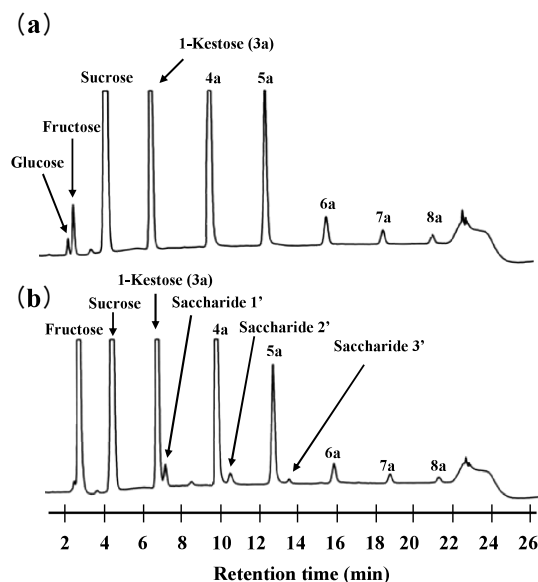 (a)
1-Kestose (3a)
Sucrose
4a
5a
Fructose
Glucose
6a
7a
8a
(b)
1-Kestose (3a)
Sucrose
Saccharide 1’
Fructose
4a
Saccharide 2’
5a
Saccharide 3’
6a
7a
8a
2 4 6 8 10 12 14 16 18 20 22 24 26
Retention time (min)